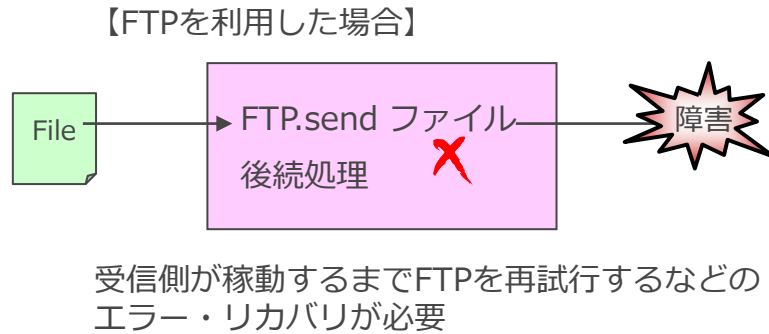 【FTPを利用した場合】
File
FTP.send ファイル
障害
後続処理
受信側が稼動するまでFTPを再試行するなどの
エラー・リカバリが必要